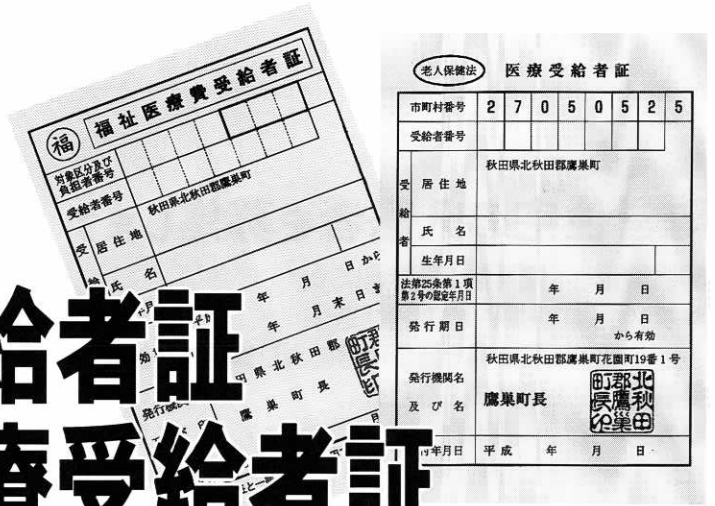 福 福祉医療費受給者証
対象区分及び
負担者番号
受給者番号
受給
居住地
秋田県北秋田郡鷹巣町
氏名
年 月 日から
年 月末日
県北秋田郡
鷹巣町長
発行機関
老人保健法 医療受給者証
市町村番号 2 7 0 5 0 5 2 5
受給者番号
受給者
居住地
秋田県北秋田郡鷹巣町
氏名
生年月日
法第25条第1項
第2号の認定年月日
年 月 日
発行期日
年 月 日
から有効
発行機関名
及び名
秋田県北秋田郡鷹巣町花園町19番1号
鷹巣町長
北秋田
郡鷹巣
町長印
年月日 平成 年 月 日
給者証
療受給者証